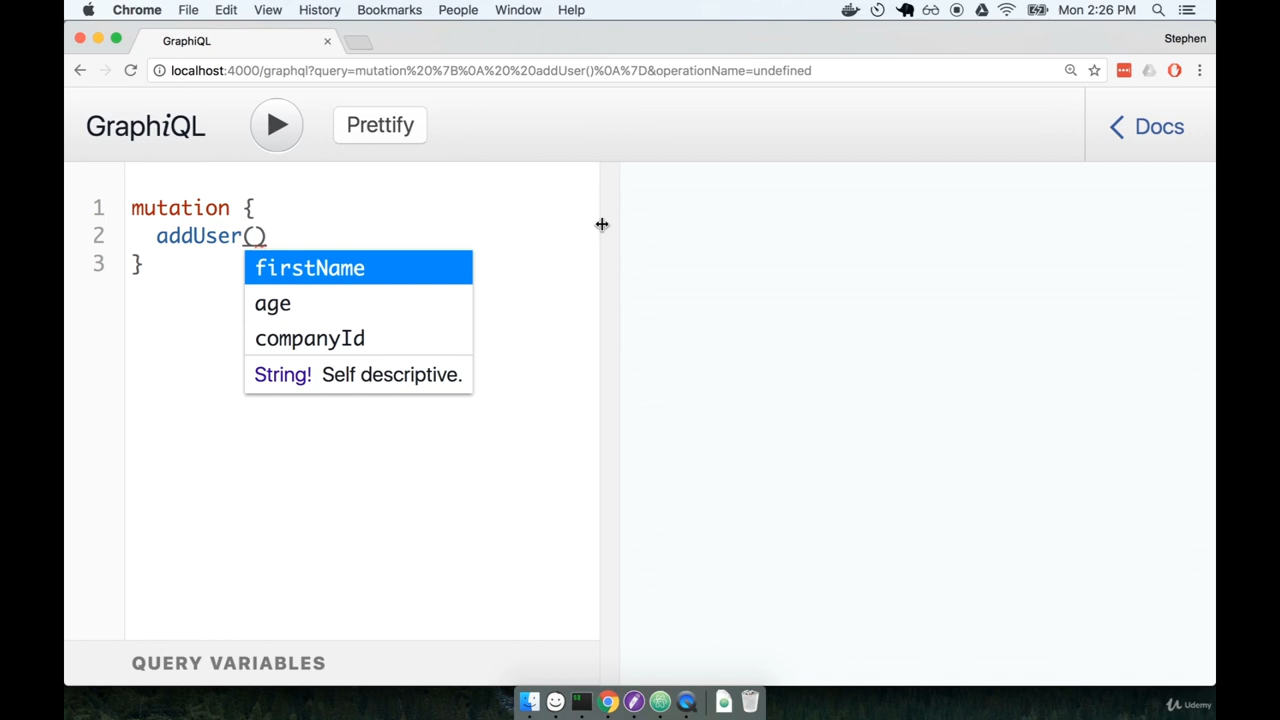 Chrome File Edit View History Bookmarks People Window Help Mon 2:26 PM
GraphiQL Stephen
localhost:4000/graphql?query=mutation%20%7B%0A%20%20addUser()%0A%7D&operationName=undefined
GraphiQL Prettify Docs
1 mutation {
2 addUser()
3 }
firstName
age
companyId
String! Self descriptive.
QUERY VARIABLES
Udemy